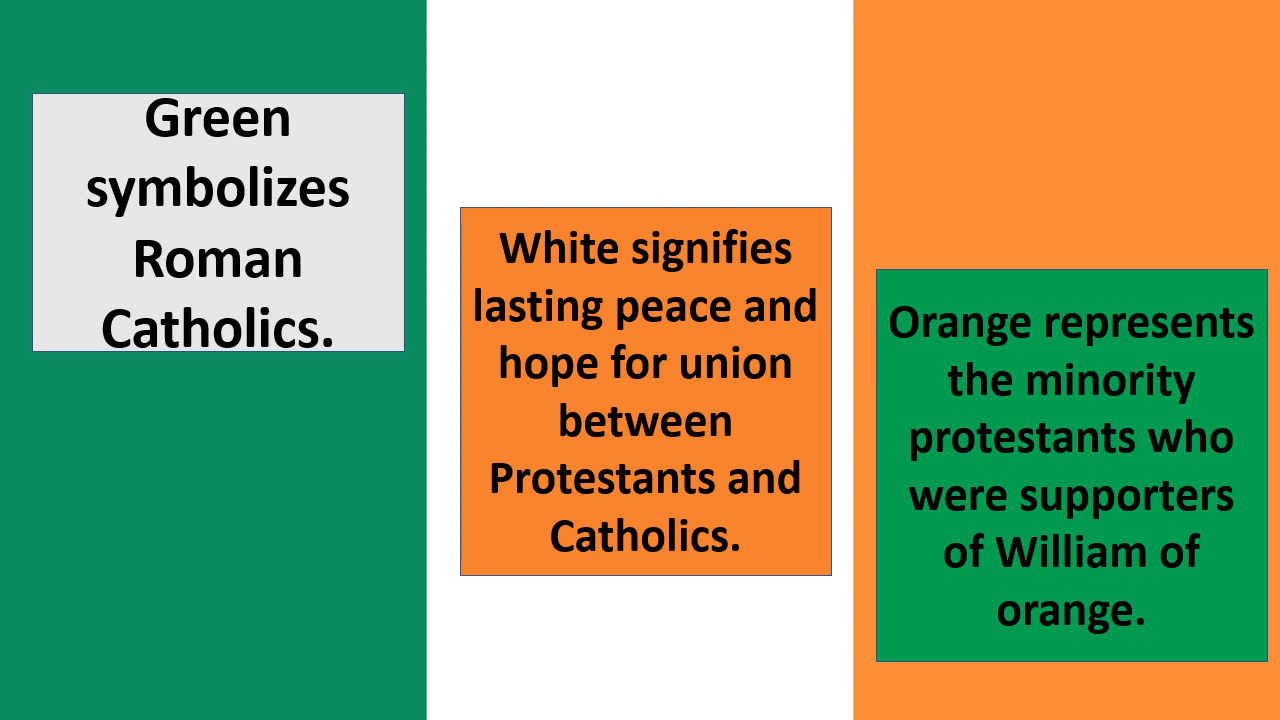 Green
symbolizes
Roman
Catholics.
White signifies
lasting peace and
hope for union
between
Protestants and
Catholics.
Orange represents
the minority
protestants who
were supporters
of William of
orange.